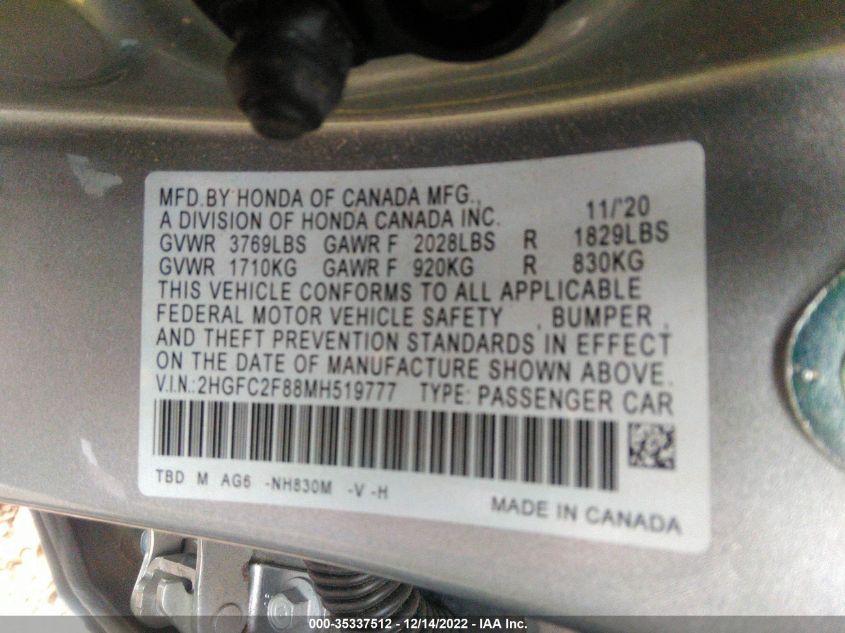 MFD.BY HONDA OF CANADA MFG.,
A DIVISION OF HONDA CANADA INC. 11/'20
GVWR 3769LBS GAWR F 2028LBS R 1829LBS
GVWR 1710KG GAWR F 920KG R 830KG
THIS VEHICLE CONFORMS TO ALL APPLICABLE
FEDERAL MOTOR VEHICLE SAFETY , BUMPER ,
AND THEFT PREVENTION STANDARDS IN EFFECT
ON THE DATE OF MANUFACTURE SHOWN ABOVE.
V.I.N.:2HGFC2F88MH519777 TYPE: PASSENGER CAR
TBD M AG6 -NH830M -V -H
MADE IN CANADA
000-35337512 - 12/14/2022 - IAA Inc.